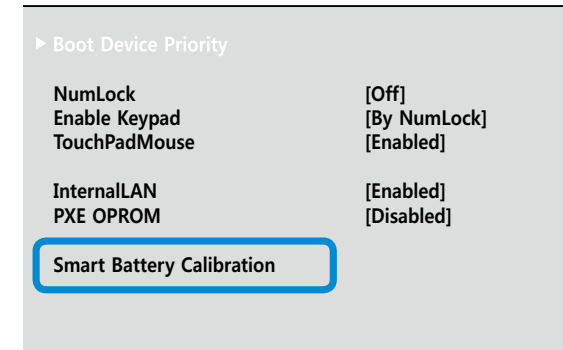 Boot Device Priority
NumLock [Off]
Enable Keypad [By NumLock]
TouchPadMouse [Enabled]
InternalLAN [Enabled]
PXE OPROM [Disabled]
Smart Battery Calibration